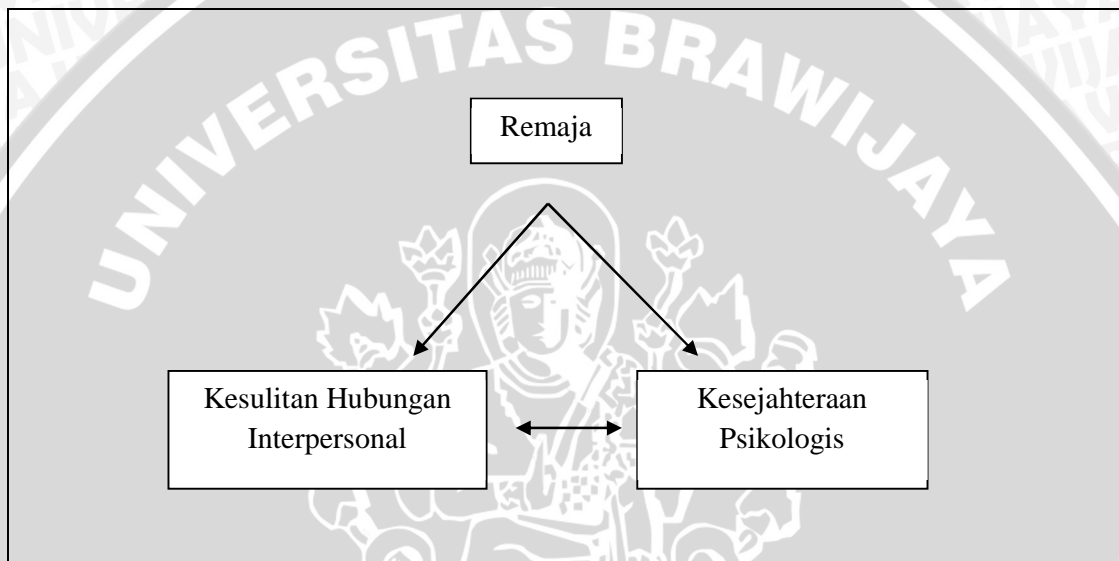 UNIVERSITAS BRAWIJAYA
Remaja
Kesulitan Hubungan
Interpersonal
Kesejahteraan
Psikologis